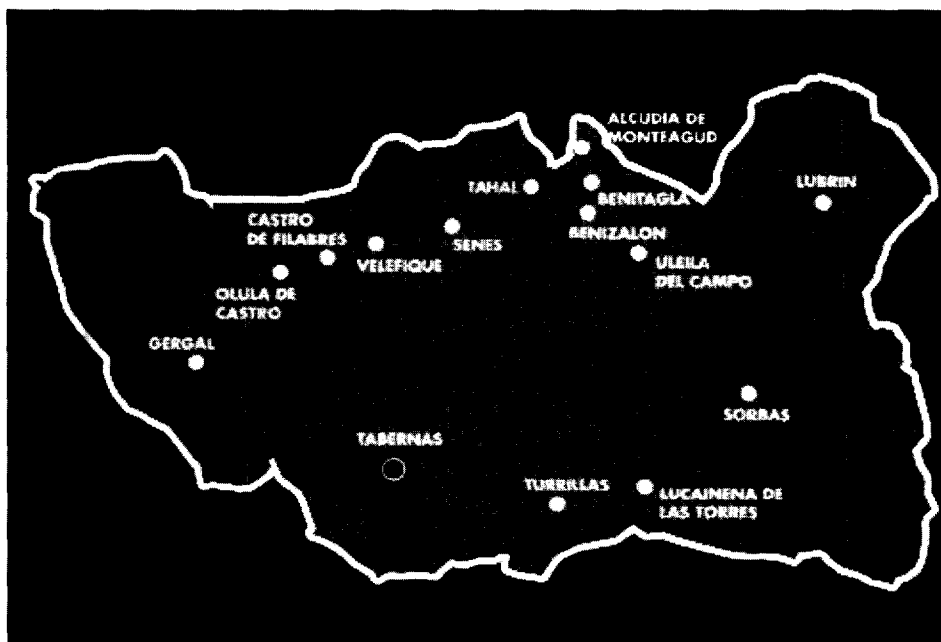 ALCUDIA DE
MONTEAGUD
TAHAL
BENITAGLA
LUBRIN
CASTRO
DE FILABRES
SENES
BENIZALON
VELEFIQUE
ULEILA
DEL CAMPO
OLULA DE
CASTRO
GERGAL
SORBAS
TABERNAS
TURRILLAS
LUCAINENA DE
LAS TORRES